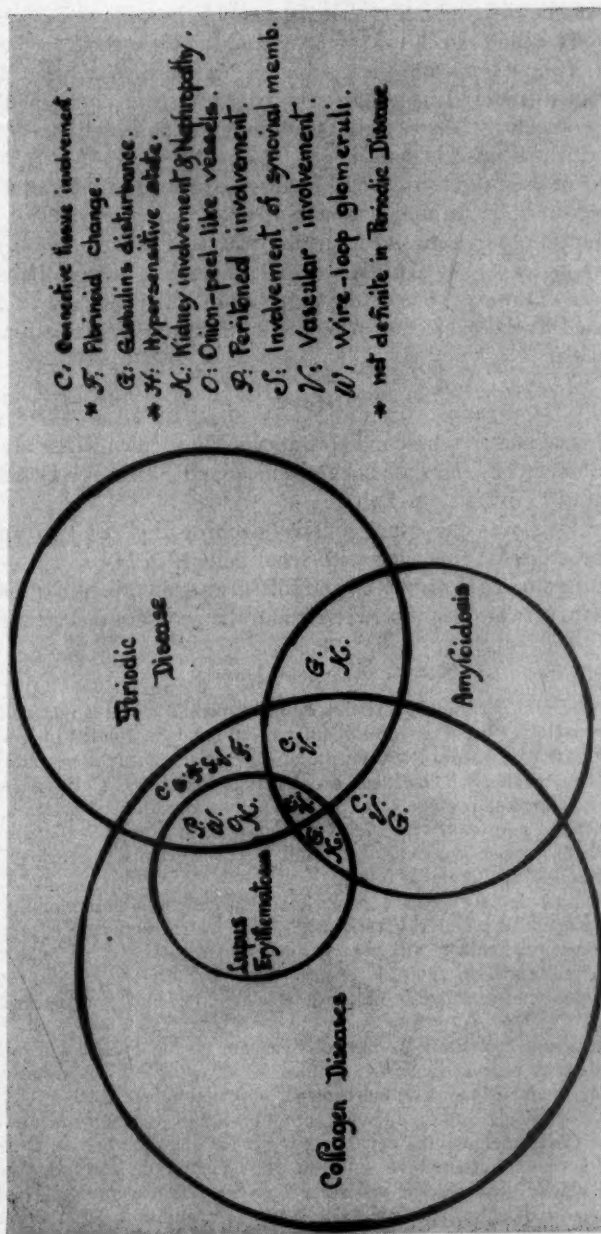 C: Connective tissue involvement.
* F: Fibrinoid change.
G: Globulins disturbance.
* H: Hypersensitive state.
K: Kidney involvement & Nephropathy.
O: Onion-peel-like vessels.
P: Peritoneal involvement.
S: Involvement of synovial memb.
V: Vascular involvement.
W: Wire-loop glomeruli.
* not definite in Periodic Disease
Periodic
Disease
C.
S.
V.
F.
P.
W.
O.
K.
G.
K.
C.
V.
G.
K.
C.
V.
G.
Lupus
Erythematosus
Amyloidosis
Collagen Diseases